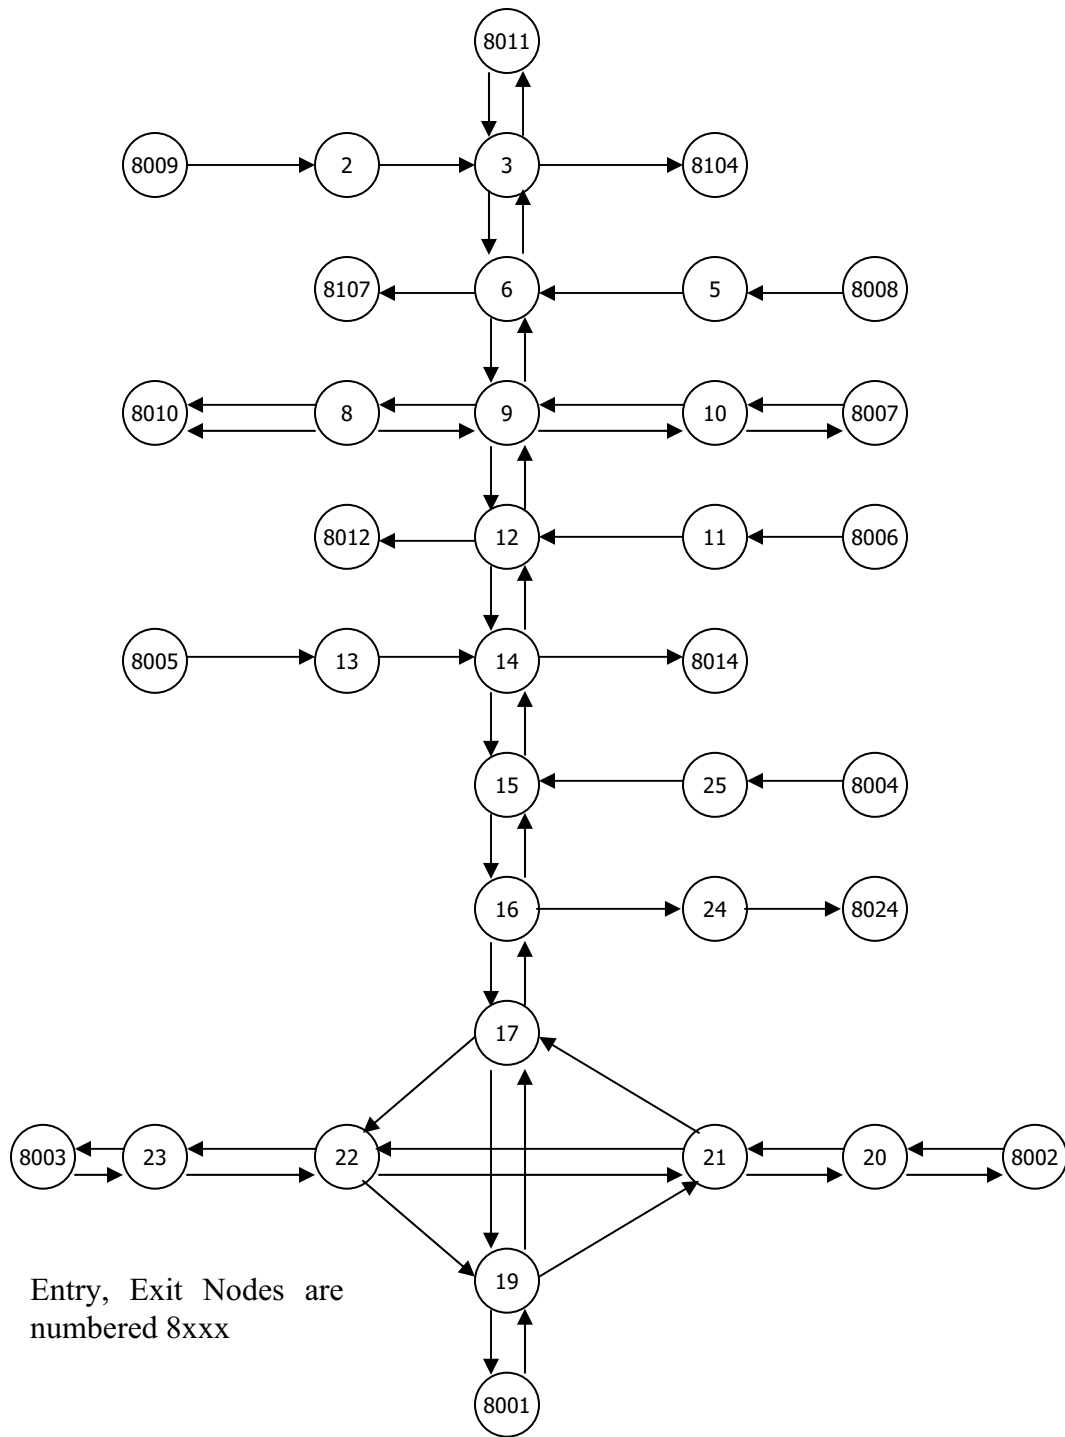 8011
8009 2 3 8104
8107 6 5 8008
8010 8 9 10 8007
8012 12 11 8006
8005 13 14 8014
15 25 8004
16 24 8024
17
8003 23 22 21 20 8002
19
Entry, Exit Nodes are
numbered 8xxx
8001